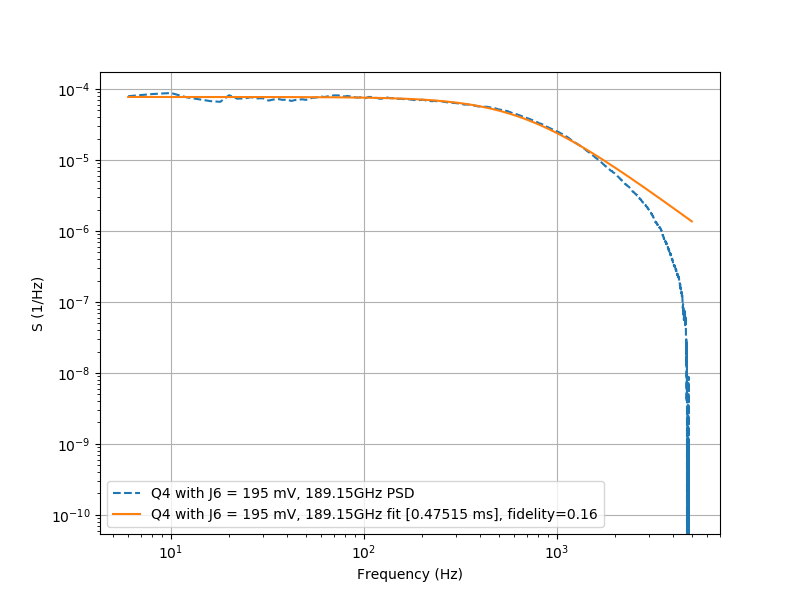 10⁻⁴
10⁻⁵
10⁻⁶
10⁻⁷
10⁻⁸
10⁻⁹
10⁻¹⁰
S (1/Hz)
Q4 with J6 = 195 mV, 189.15GHz PSD
Q4 with J6 = 195 mV, 189.15GHz fit [0.47515 ms], fidelity=0.16
10¹ 10² 10³
Frequency (Hz)